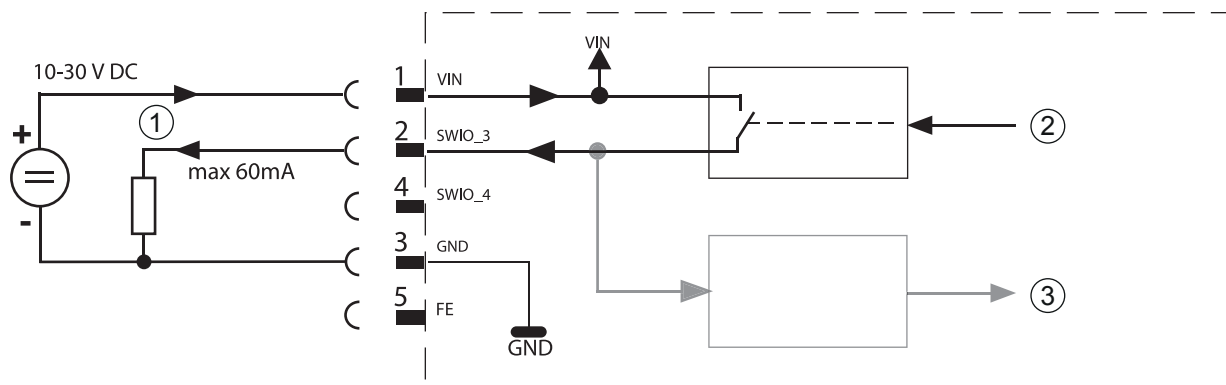 VIN
10-30 V DC
1 VIN
①
+
2 SWIO_3
②
max 60mA
-
4 SWIO_4
3 GND
③
5 FE
GND